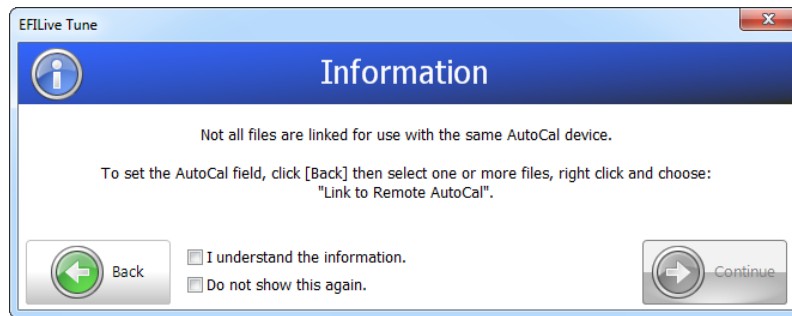 EFILive Tune
Information
Not all files are linked for use with the same AutoCal device.
To set the AutoCal field, click [Back] then select one or more files, right click and choose:
"Link to Remote AutoCal".
Back
I understand the information.
Do not show this again.
Continue